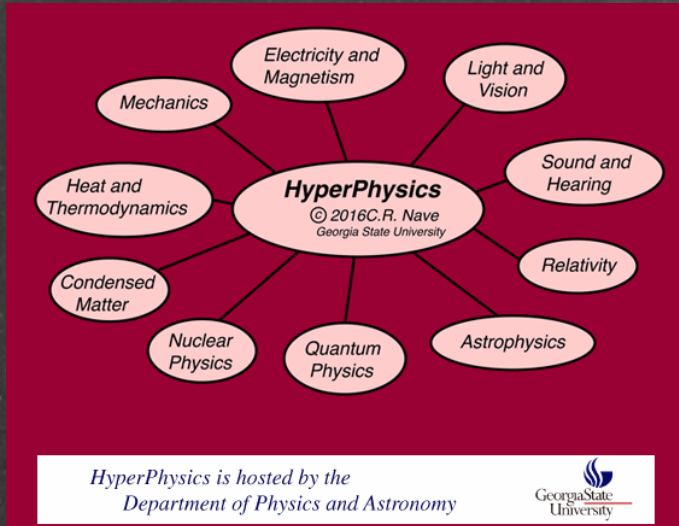 Electricity and
Magnetism
Light and
Vision
Mechanics
Sound and
Hearing
Heat and
Thermodynamics
HyperPhysics
© 2016C.R. Nave
Georgia State University
Relativity
Condensed
Matter
Nuclear
Physics
Quantum
Physics
Astrophysics
HyperPhysics is hosted by the
Department of Physics and Astronomy
GeorgiaState
University